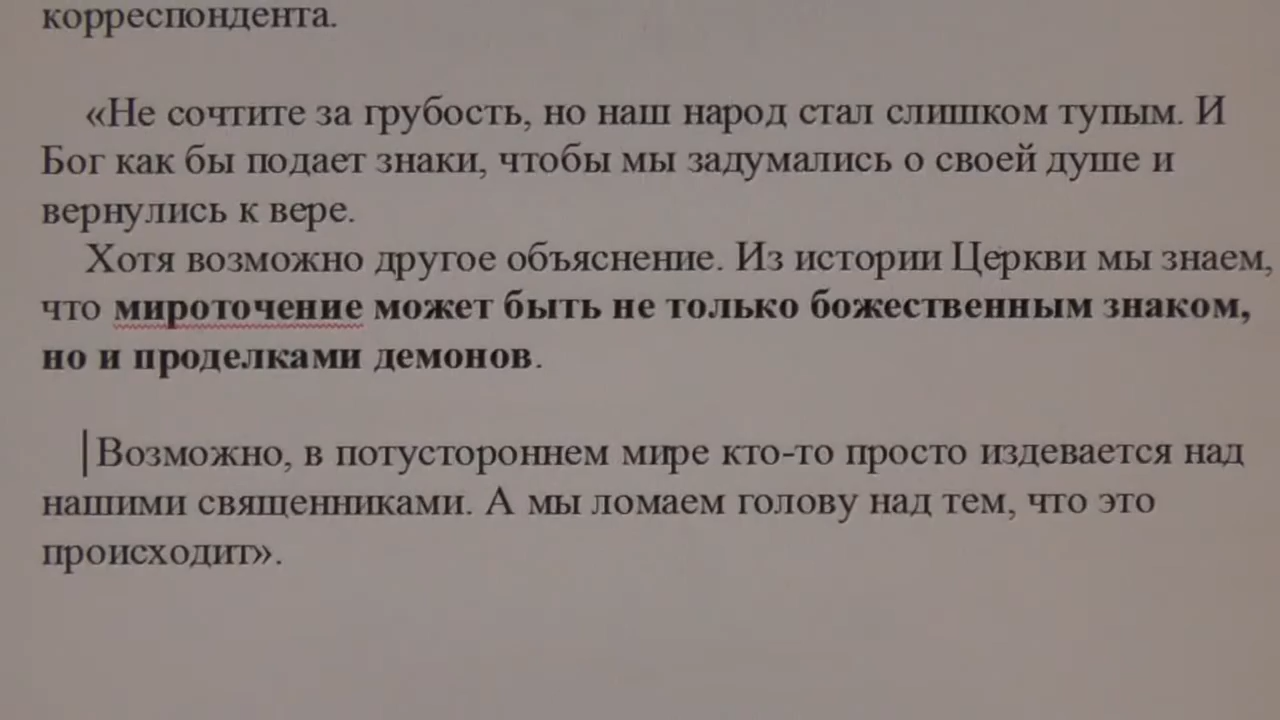 корреспондента.
«Не сочтите за грубость, но наш народ стал слишком тупым. И
Бог как бы подает знаки, чтобы мы задумались о своей душе и
вернулись к вере.
Хотя возможно другое объяснение. Из истории Церкви мы знаем,
что мироточение может быть не только божественным знаком,
но и проделками демонов.
Возможно, в потустороннем мире кто-то просто издевается над
нашими священниками. А мы ломаем голову над тем, что это
происходит».